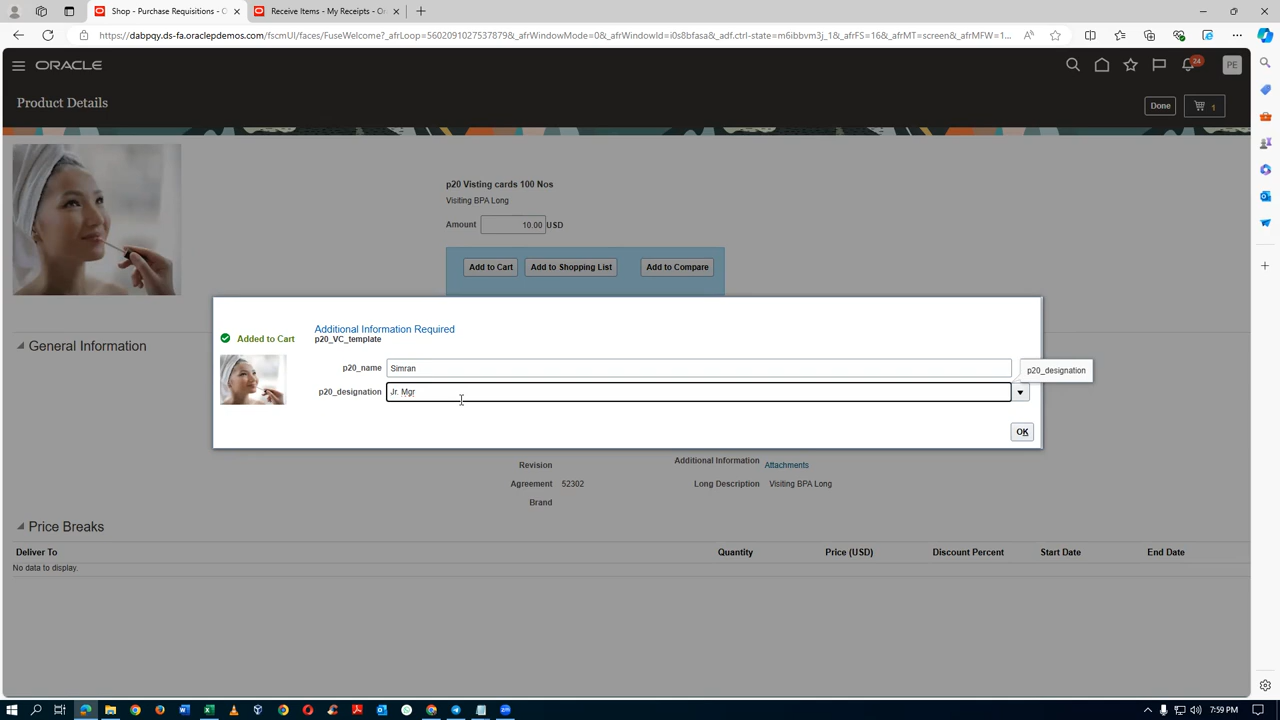 Shop - Purchase Requisitions - C
Receive Items - My Receipts - Or
https://dabpqy.ds-fa.oraclepdemos.com/fscmUI/faces/FuseWelcome?_afrLoop=56020910275378798&_afrWindowMode=0&_afrWindowId=i0s8bfasa&_adf.ctrl-state=m6ibbvm3j_1&_afrFS=16&_afrMT=screen&_afrMFW=1...
ORACLE
24
PE
Product Details
Done
1
p20 Visting cards 100 Nos
Visiting BPA Long
Amount 10.00 USD
Add to Cart Add to Shopping List Add to Compare
Additional Information Required
Added to Cart
p20_VC_template
General Information
p20_name Simran
p20_designation
p20_designation Jr. Mgr
OK
Revision
Additional Information Attachments
Agreement 52302
Long Description Visiting BPA Long
Brand
Price Breaks
Deliver To Quantity Price (USD) Discount Percent Start Date End Date
No data to display.
7:59 PM